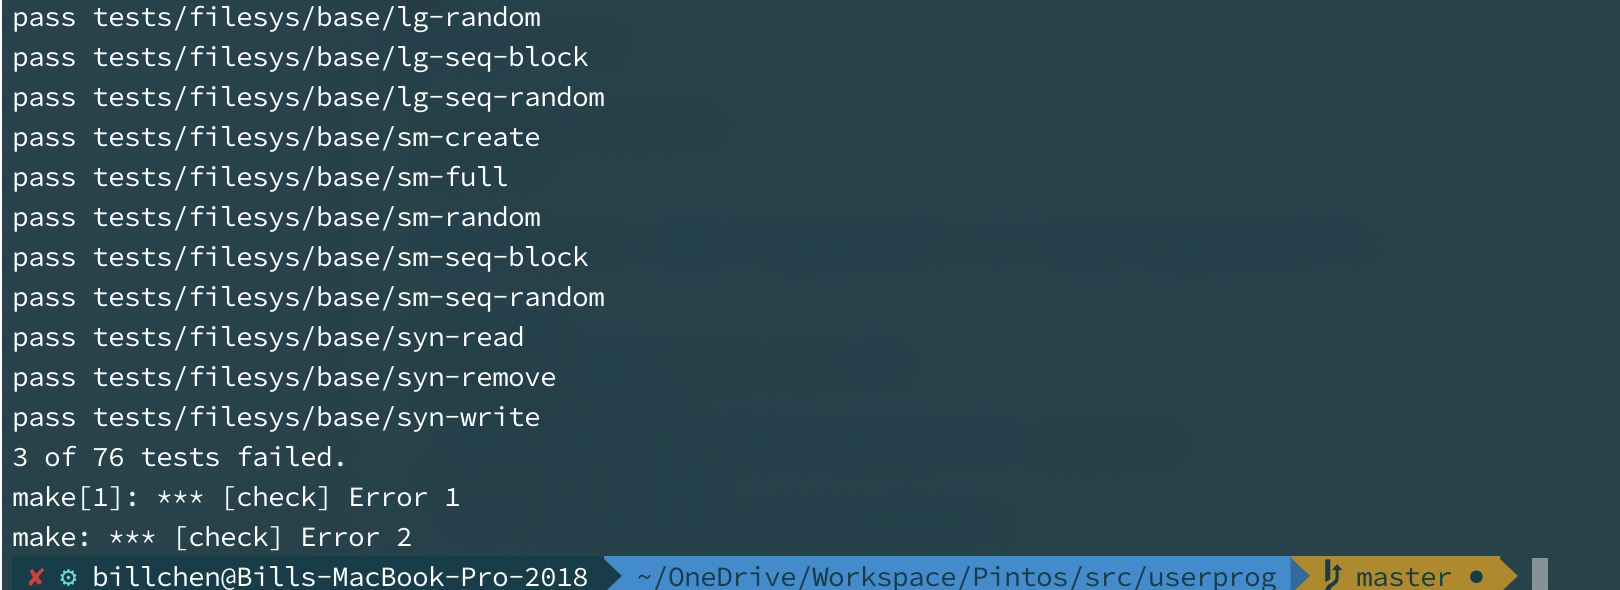 pass tests/filesys/base/lg-random
pass tests/filesys/base/lg-seq-block
pass tests/filesys/base/lg-seq-random
pass tests/filesys/base/sm-create
pass tests/filesys/base/sm-full
pass tests/filesys/base/sm-random
pass tests/filesys/base/sm-seq-block
pass tests/filesys/base/sm-seq-random
pass tests/filesys/base/syn-read
pass tests/filesys/base/syn-remove
pass tests/filesys/base/syn-write
3 of 76 tests failed.
make[1]: *** [check] Error 1
make: *** [check] Error 2
✘ ⚙ billchen@Bills-MacBook-Pro-2018 ~/OneDrive/Workspace/Pintos/src/userprog master ●